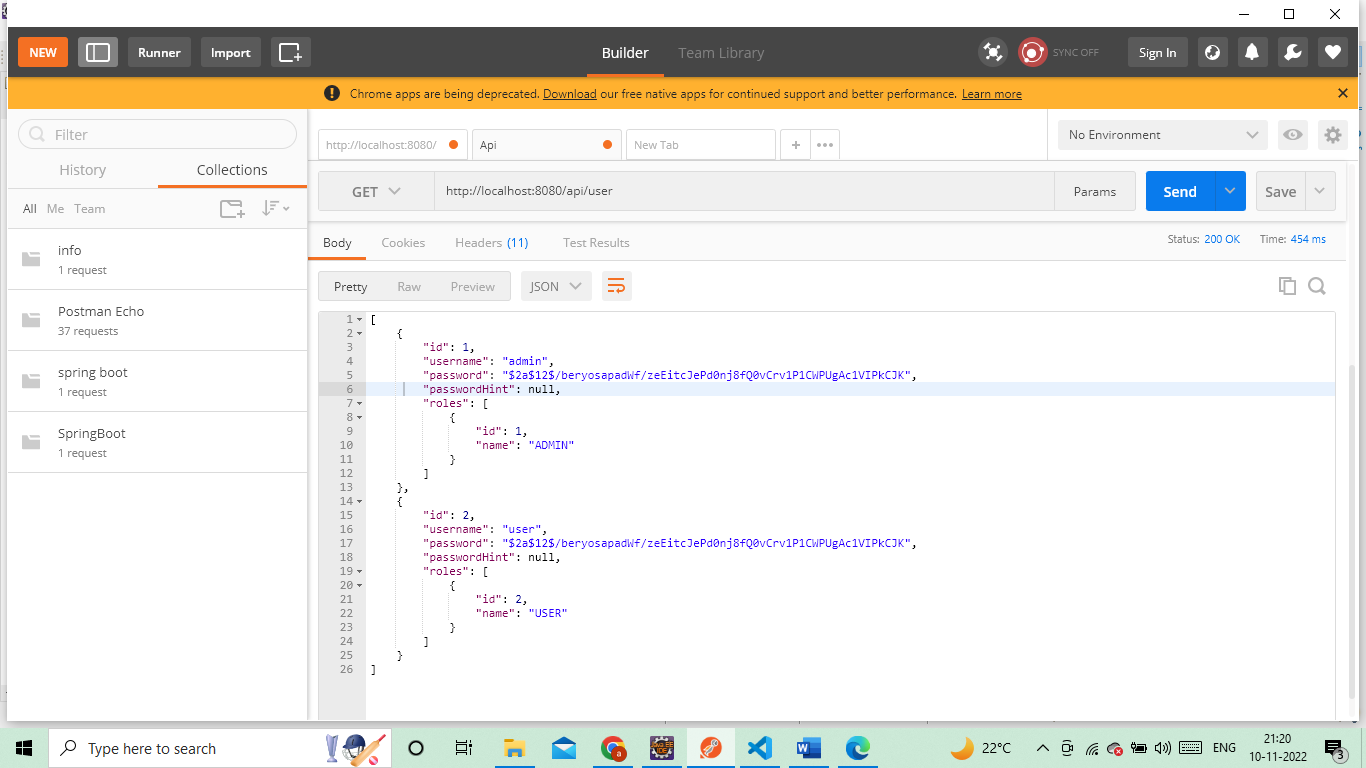 NEW
Runner
Import
Builder
Team Library
SYNC OFF
Sign In
Chrome apps are being deprecated. Download our free native apps for continued support and better performance. Learn more
Filter
History
Collections
All Me Team
info
1 request
Postman Echo
37 requests
spring boot
1 request
SpringBoot
1 request
http://localhost:8080/
Api
New Tab
+
No Environment
GET
http://localhost:8080/api/user
Params
Send
Save
Body
Cookies
Headers (11)
Test Results
Status: 200 OK
Time: 454 ms
Pretty
Raw
Preview
JSON
1 [
2 {
3 "id": 1,
4 "username": "admin",
5 "password": "$2a$12$/beryosapadWf/zeEitcJePd0nj8fQ0vCrv1P1CWPUgAc1VIPkCJK",
6 "passwordHint": null,
7 "roles": [
8 {
9 "id": 1,
10 "name": "ADMIN"
11 }
12 ]
13 },
14 {
15 "id": 2,
16 "username": "user",
17 "password": "$2a$12$/beryosapadWf/zeEitcJePd0nj8fQ0vCrv1P1CWPUgAc1VIPkCJK",
18 "passwordHint": null,
19 "roles": [
20 {
21 "id": 2,
22 "name": "USER"
23 }
24 ]
25 }
26 ]
Type here to search
22°C
ENG
21:20
10-11-2022
3